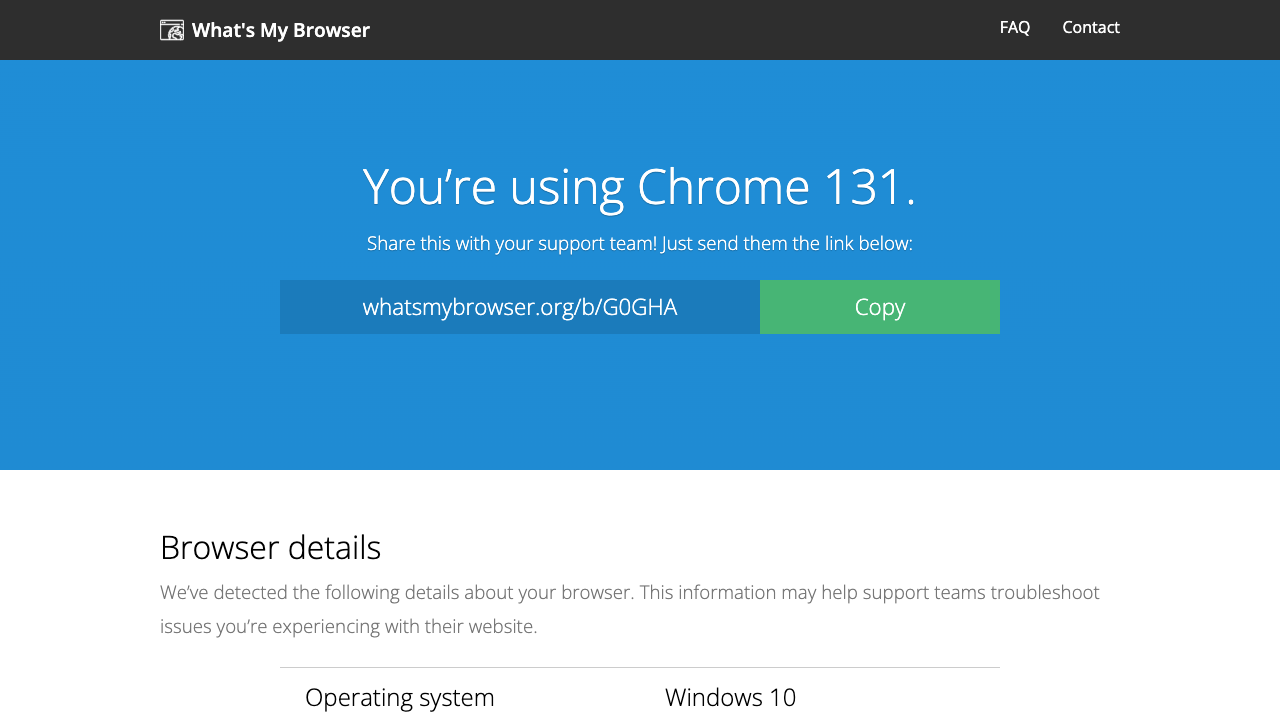 What's My Browser
FAQ
Contact
You’re using Chrome 131.
Share this with your support team! Just send them the link below:
whatsmybrowser.org/b/G0GHA
Copy
Browser details
We’ve detected the following details about your browser. This information may help support teams troubleshoot
issues you’re experiencing with their website.
Operating system
Windows 10